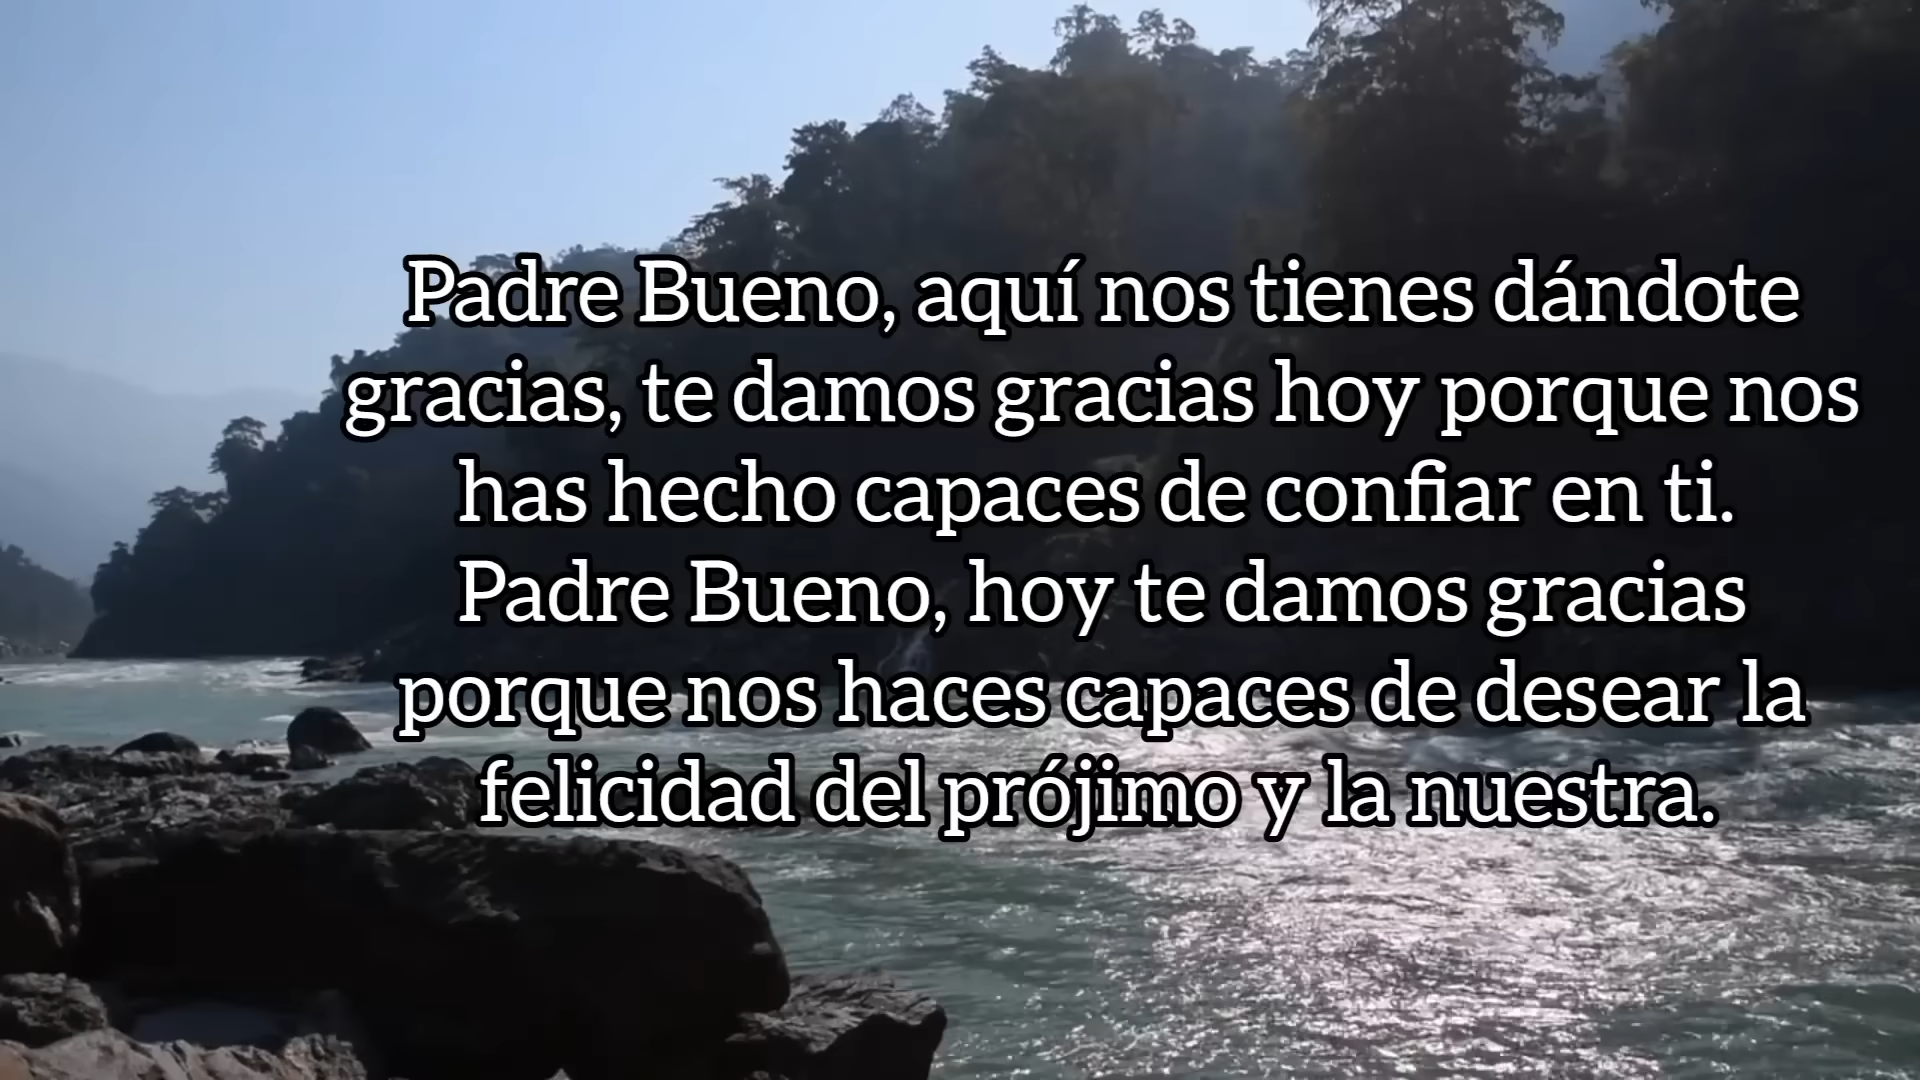 Padre Bueno, aquí nos tienes dándote
gracias, te damos gracias hoy porque nos
has hecho capaces de confiar en ti.
Padre Bueno, hoy te damos gracias
porque nos haces capaces de desear la
felicidad del prójimo y la nuestra.